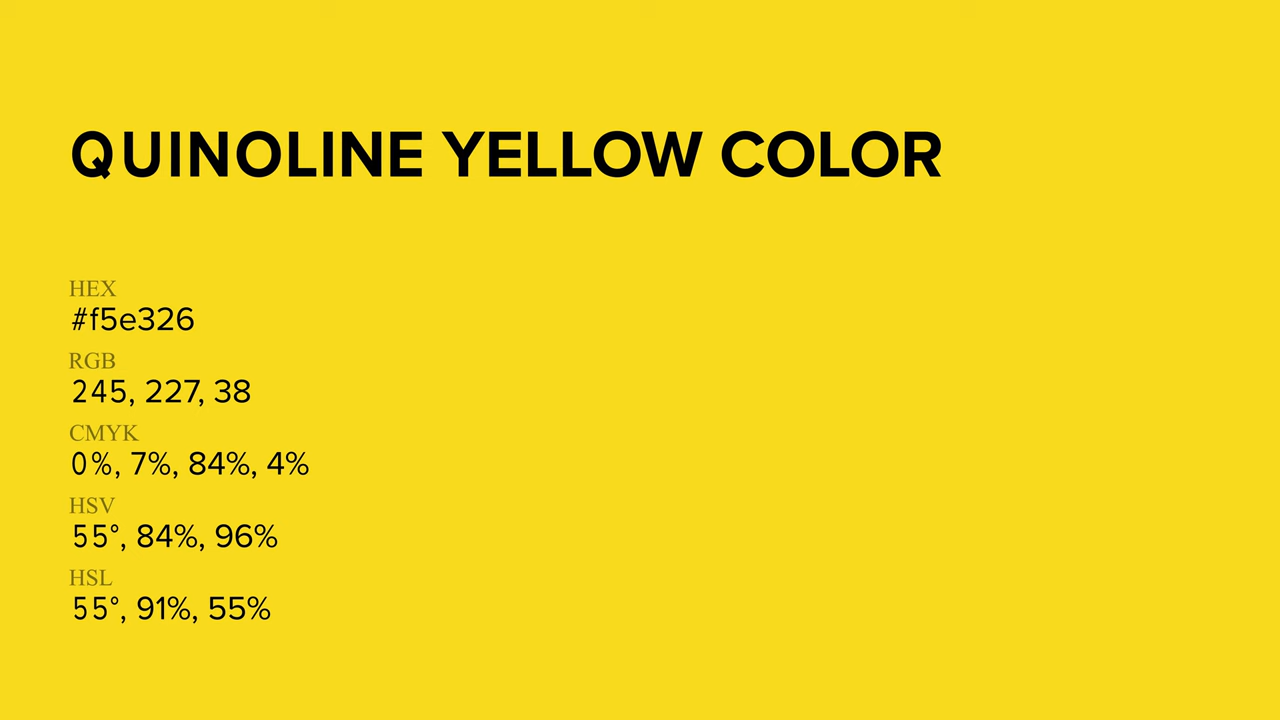 QUINOLINE YELLOW COLOR
HEX
#f5e326
RGB
245, 227, 38
CMYK
0%, 7%, 84%, 4%
HSV
55°, 84%, 96%
HSL
55°, 91%, 55%